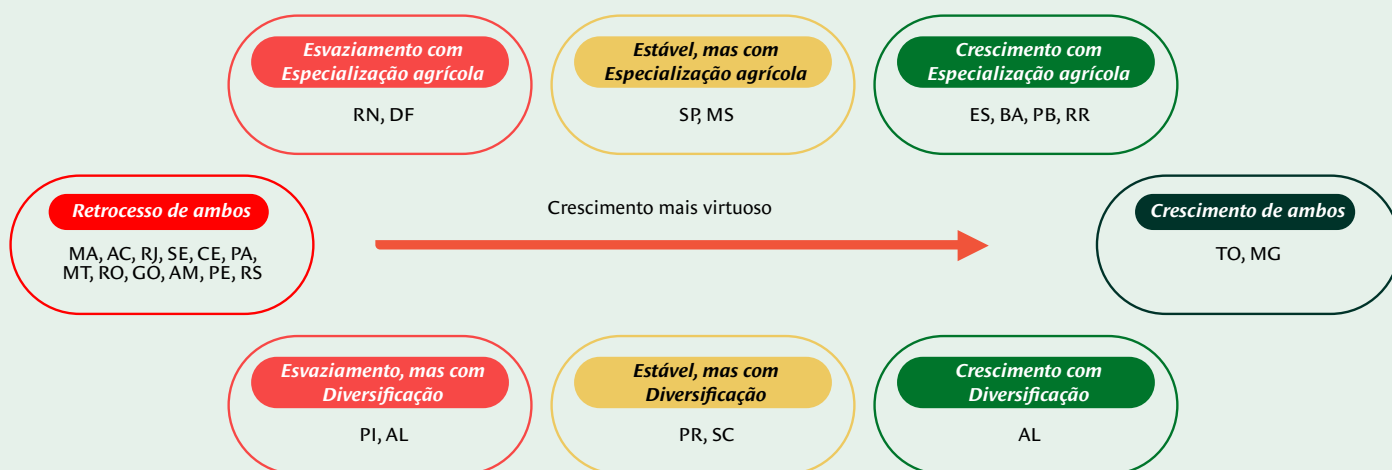 Esvaziamento com
Especialização agrícola
RN, DF
Estável, mas com
Especialização agrícola
SP, MS
Crescimento com
Especialização agrícola
ES, BA, PB, RR
Retrocesso de ambos
MA, AC, RJ, SE, CE, PA,
MT, RO, GO, AM, PE, RS
Crescimento mais virtuoso
Crescimento de ambos
TO, MG
Esvaziamento, mas com
Diversificação
PI, AL
Estável, mas com
Diversificação
PR, SC
Crescimento com
Diversificação
AL